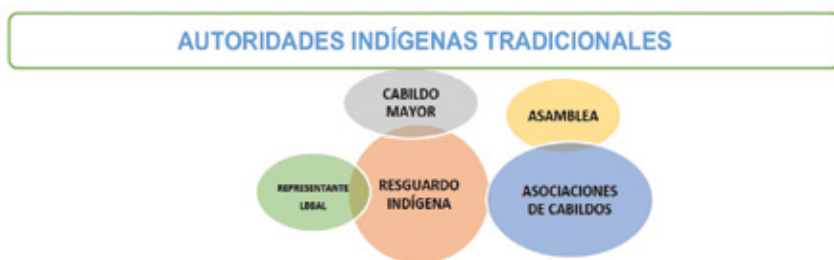 AUTORIDADES INDÍGENAS TRADICIONALES
CABILDO
MAYOR
ASAMBLEA
REPRESENTANTE
LEGAL
RESGUARDO
INDÍGENA
ASOCIACIONES
DE CABILDOS